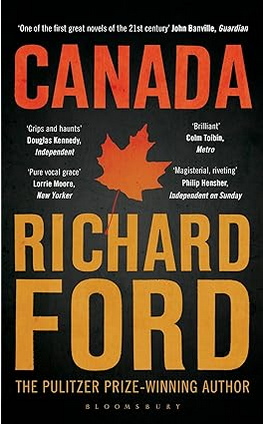 'One of the first great novels of the 21st century' John Banville, Guardian
CANADA
'Grips and haunts'
Douglas Kennedy,
Independent
'Brilliant'
Colm Toibin,
Metro
'Pure vocal grace'
Lorrie Moore,
New Yorker
'Magisterial, riveting'
Philip Hensher,
Independent on Sunday
RICHARD
FORD
THE PULITZER PRIZE-WINNING AUTHOR
BLOOMSBURY